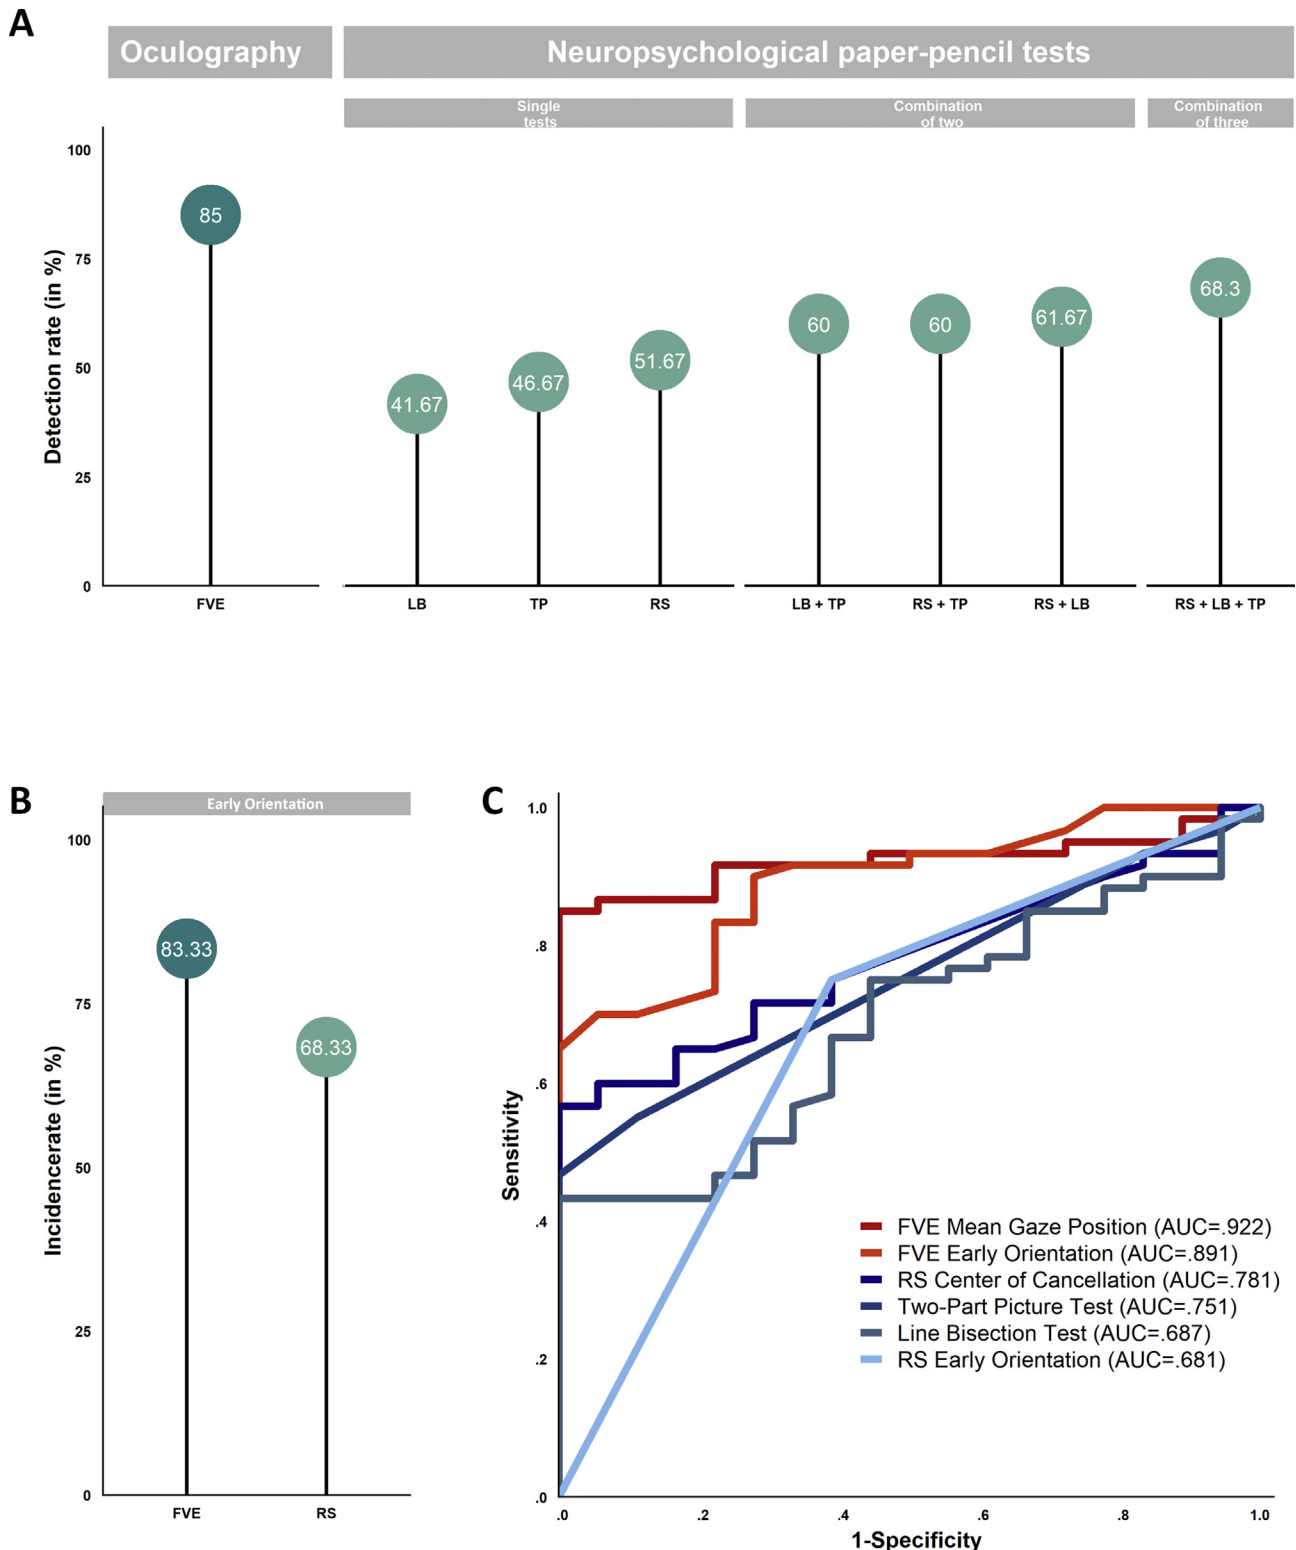 A
Oculography
Neuropsychological paper-pencil tests
Single
tests
Combination
of two
Combination
of three
Detection rate (in %)
100
75
50
25
0
85
41.67
46.67
51.67
60
60
61.67
68.3
FVE
LB
TP
RS
LB + TP
RS + TP
RS + LB
RS + LB + TP
B
Early Orientation
Incidencerate (in %)
100
75
50
25
0
83.33
68.33
FVE
RS
C
Sensitivity
1.0
.8
.6
.4
.2
.0
FVE Mean Gaze Position (AUC=.922)
FVE Early Orientation (AUC=.891)
RS Center of Cancellation (AUC=.781)
Two-Part Picture Test (AUC=.751)
Line Bisection Test (AUC=.687)
RS Early Orientation (AUC=.681)
.0
.2
.4
.6
.8
1.0
1-Specificity